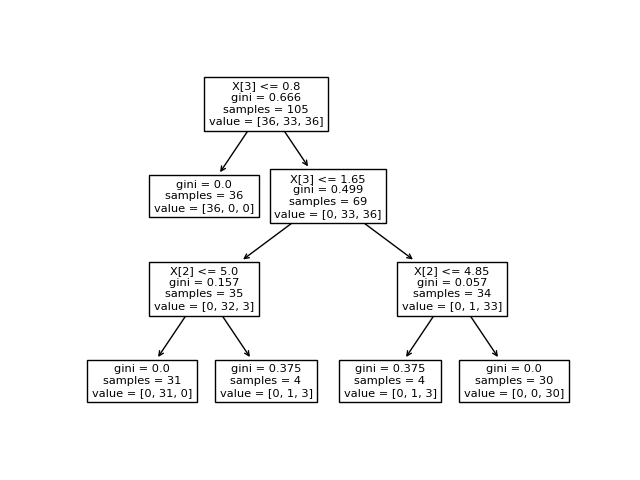 X[3] <= 0.8
gini = 0.666
samples = 105
value = [36, 33, 36]
gini = 0.0
samples = 36
value = [36, 0, 0]
X[3] <= 1.65
gini = 0.499
samples = 69
value = [0, 33, 36]
X[2] <= 5.0
gini = 0.157
samples = 35
value = [0, 32, 3]
X[2] <= 4.85
gini = 0.057
samples = 34
value = [0, 1, 33]
gini = 0.0
samples = 31
value = [0, 31, 0]
gini = 0.375
samples = 4
value = [0, 1, 3]
gini = 0.375
samples = 4
value = [0, 1, 3]
gini = 0.0
samples = 30
value = [0, 0, 30]